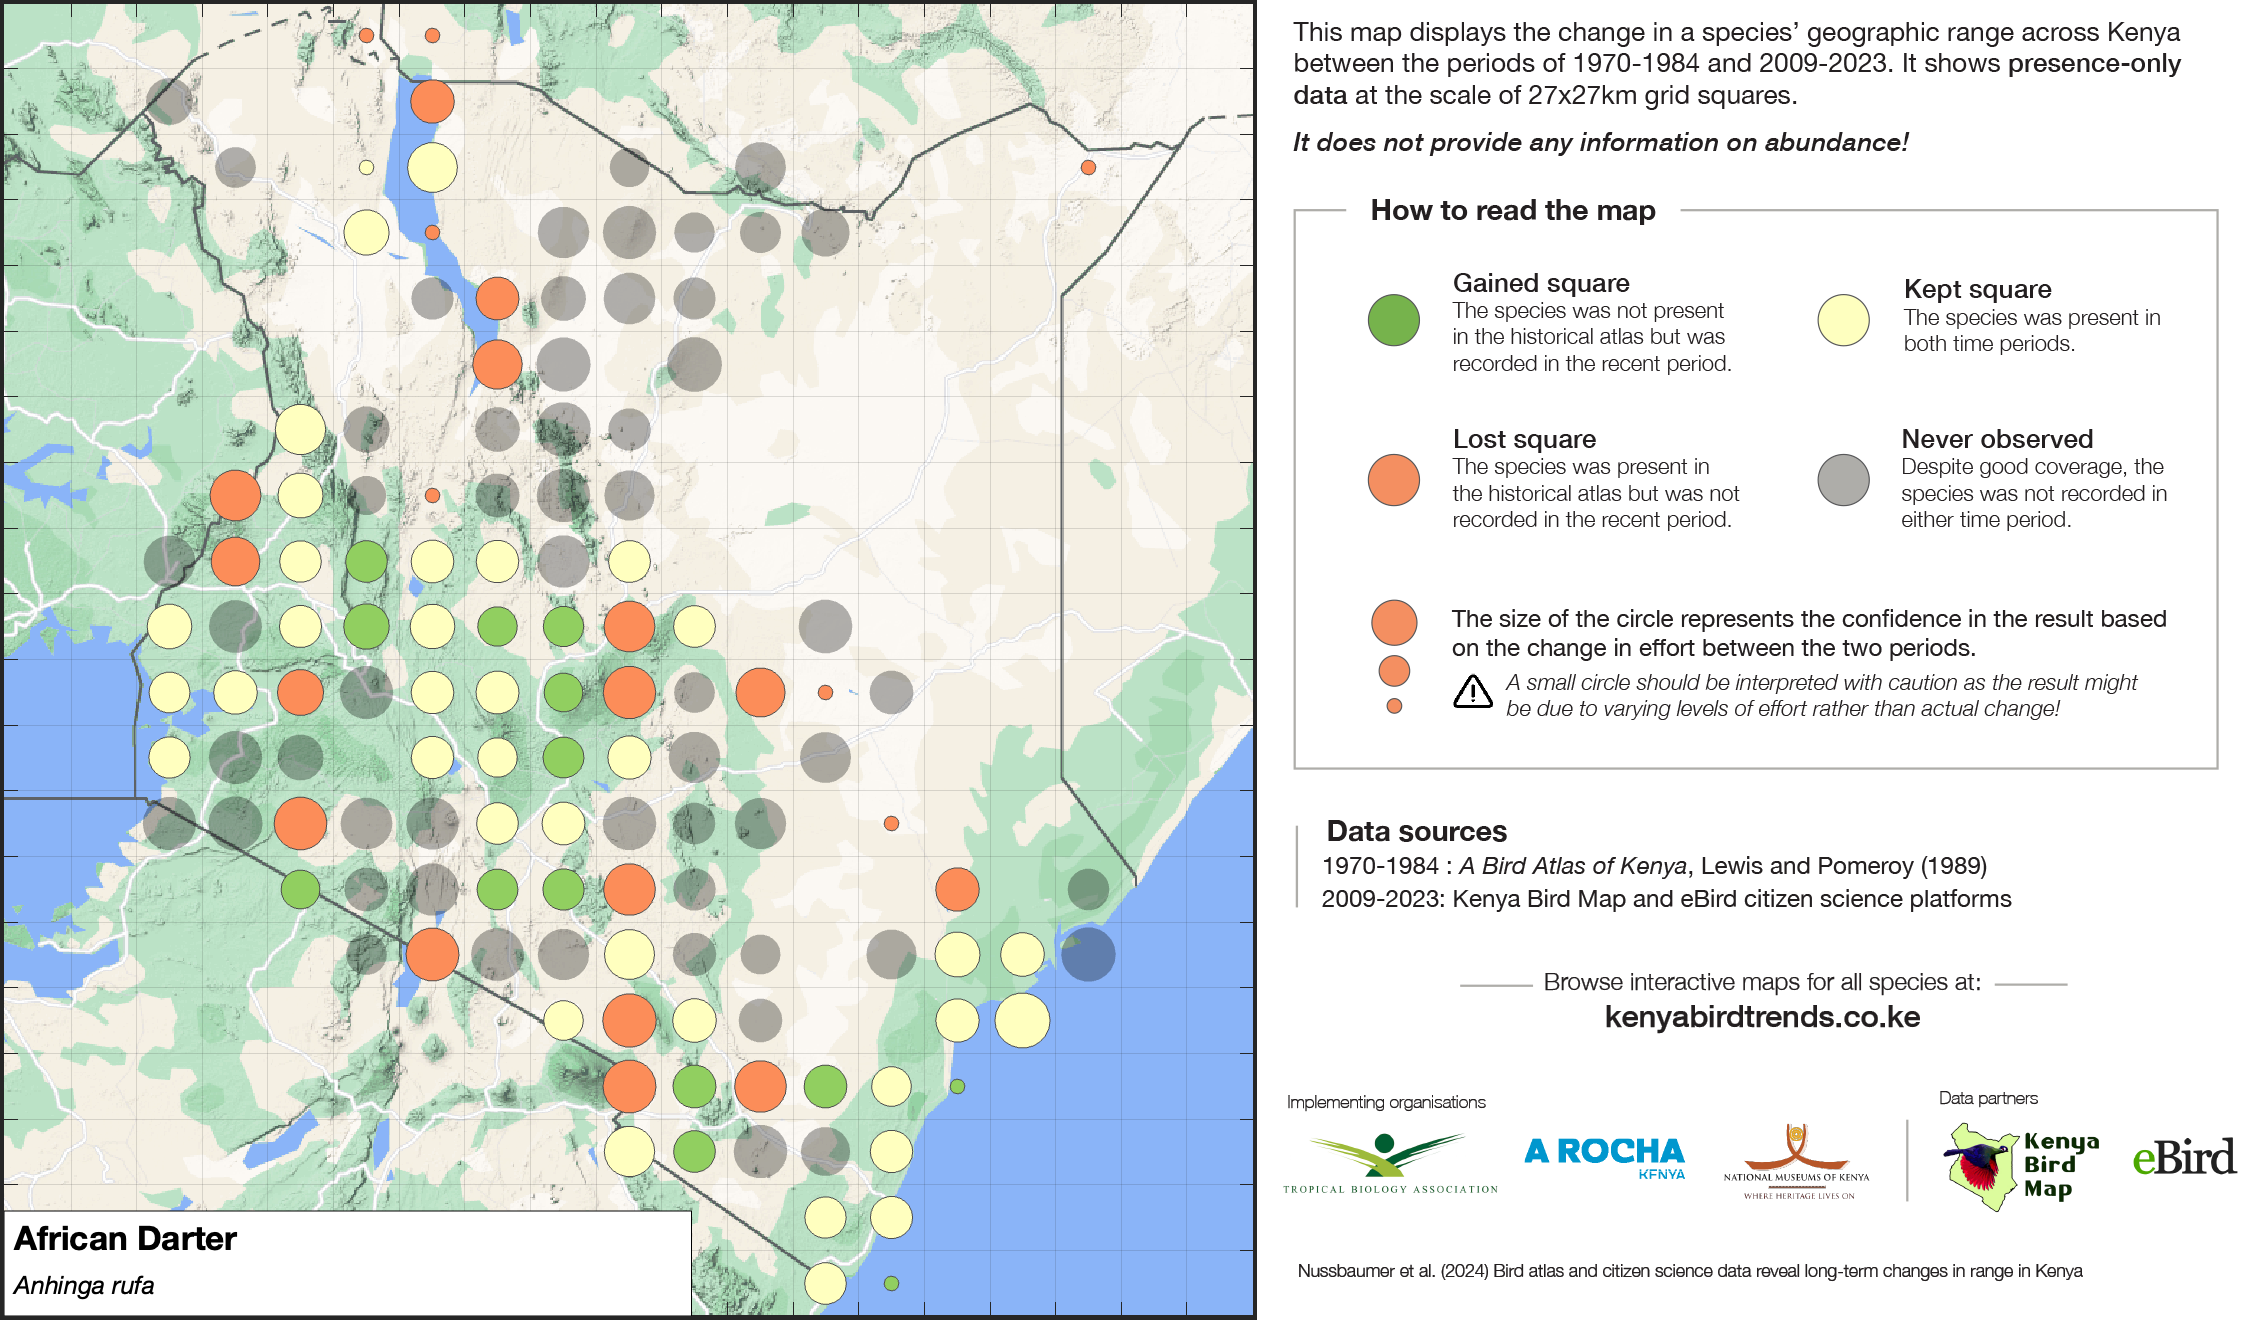 This map displays the change in a species’ geographic range across Kenya
between the periods of 1970-1984 and 2009-2023. It shows presence-only
data at the scale of 27x27km grid squares.
It does not provide any information on abundance!
How to read the map
Gained square
The species was not present
in the historical atlas but was
recorded in the recent period.
Kept square
The species was present in
both time periods.
Lost square
The species was present in
the historical atlas but was not
recorded in the recent period.
Never observed
Despite good coverage, the
species was not recorded in
either time period.
The size of the circle represents the confidence in the result based
on the change in effort between the two periods.
A small circle should be interpreted with caution as the result might
be due to varying levels of effort rather than actual change!
Data sources
1970-1984 : A Bird Atlas of Kenya, Lewis and Pomeroy (1989)
2009-2023: Kenya Bird Map and eBird citizen science platforms
Browse interactive maps for all species at:
kenyabirdtrends.co.ke
Implementing organisations
Data partners
TROPICAL BIOLOGY ASSOCIATION
A ROCHA
KENYA
NATIONAL MUSEUMS OF KENYA
WHERE HERITAGE LIVES ON
Kenya
Bird
Map
eBird
Nussbaumer et al. (2024) Bird atlas and citizen science data reveal long-term changes in range in Kenya
African Darter
Anhinga rufa